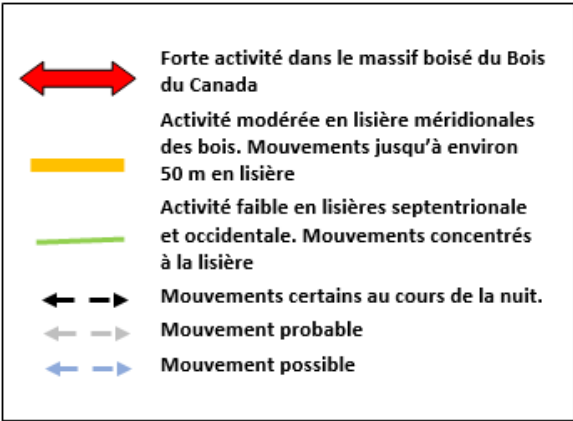 Forte activité dans le massif boisé du Bois
du Canada
Activité modérée en lisière méridionales
des bois. Mouvements jusqu'à environ
50 m en lisière
Activité faible en lisières septentrionale
et occidentale. Mouvements concentrés
à la lisière
Mouvements certains au cours de la nuit.
Mouvement probable
Mouvement possible